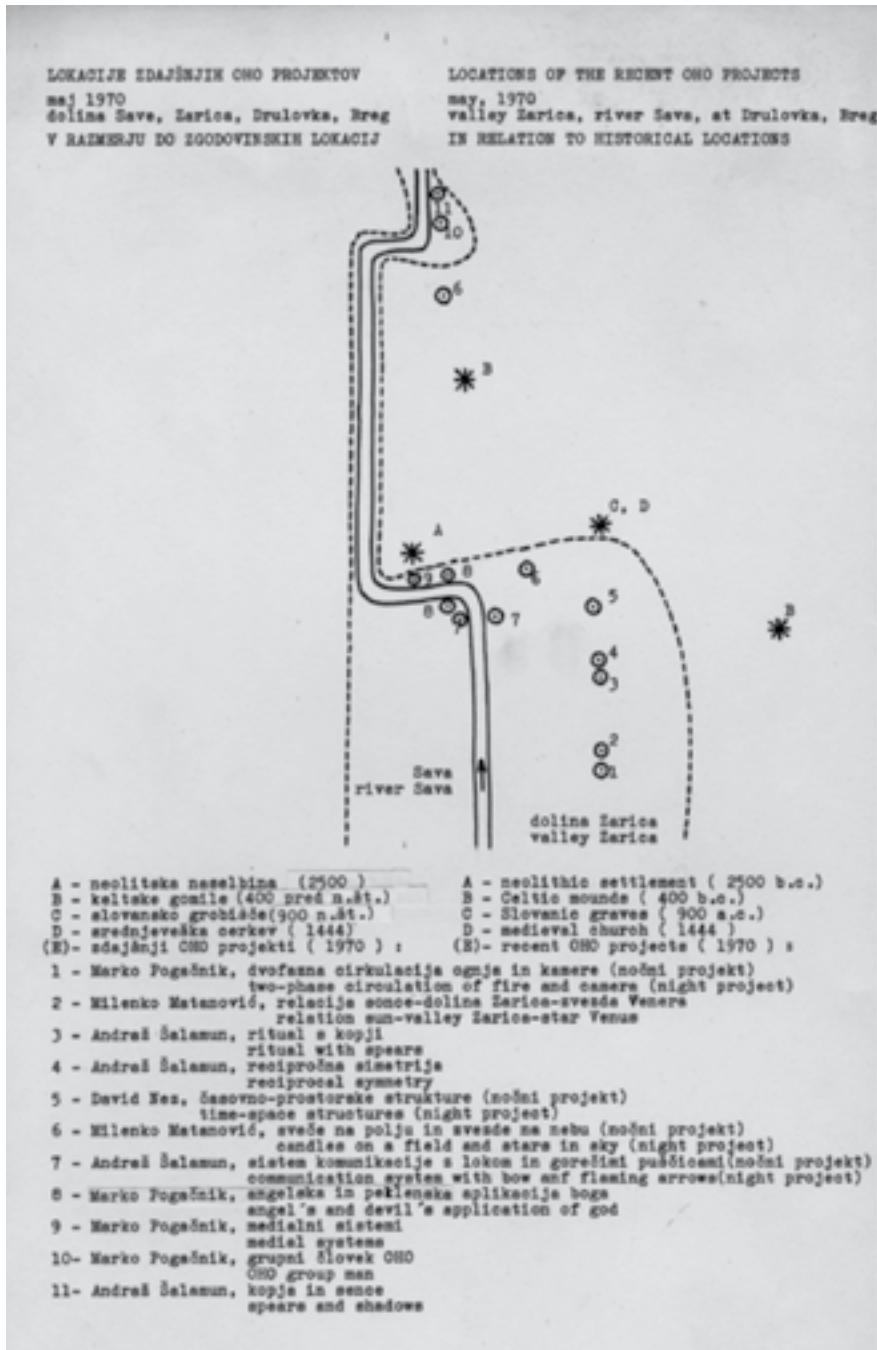 LOKACIJE ZDAJŠNJIH OHO PROJEKTOV
maj 1970
dolina Save, Zarica, Drulovka, Breg
V RAZMERJU DO ZGODOVINSKIH LOKACIJ
LOCATIONS OF THE RECENT OHO PROJECTS
may, 1970
valley Zarica, river Sava, at Drulovka, Breg
IN RELATION TO HISTORICAL LOCATIONS
10
6
B
C, D
A
9
8
6
8
5
7
7
B
4
3
2
1
Sava
river Sava
dolina Zarica
valley Zarica
A - neolitska naselbina (2500 )
B - keltske gomile (400 pred n.št.)
C - slovansko grobišče(900 n.št.)
D - srednjeveška cerkev ( 1444)
(E)- zdajšnji OHO projekti ( 1970 ) :
A - neolithic settlement ( 2500 b.c.)
B - Celtic mounds ( 400 b.c.)
C - Slovanic graves ( 900 a.c.)
D - medieval church ( 1444 )
(E)- recent OHO projects ( 1970 ) :
1 - Marko Pogačnik, dvofazna cirkulacija ognja in kamere (nočni projekt)
two-phase circulation of fire and camera (night project)
2 - Milenko Matanović, relacija sonce-dolina Zarica-zvezda Venera
relation sun-valley Zarica-star Venus
3 - Andraž Šalamun, ritual s kopji
ritual with spears
4 - Andraž Šalamun, recipročna simetrija
reciprocal symmetry
5 - David Nez, časovno-prostorske strukture (nočni projekt)
time-space structures (night project)
6 - Milenko Matanović, sveče na polju in zvezde na nebu (nočni projekt)
candles on a field and stars in sky (night project)
7 - Andraž Šalamun, sistem komunikacije z lokom in gorečimi puščicami(nočni projekt)
communication system with bow anf flaming arrows(night project)
8 - Marko Pogačnik, angelska in peklenska aplikacija boga
angel's and devil's application of god
9 - Marko Pogačnik, medialni sistemi
medial systems
10- Marko Pogačnik, grupni človek OHO
OHO group man
11- Andraž Šalamun, kopja in sence
spears and shadows